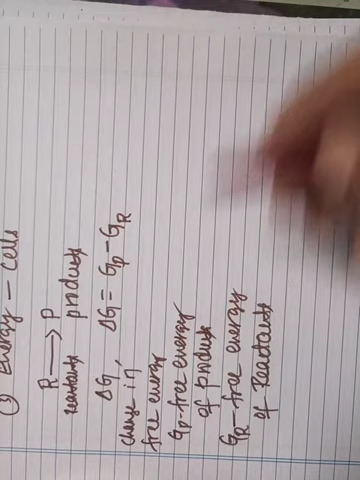 ③ Energy – Cells
R ⟶ P
reactants products
ΔG ΔG = Gp – GR
change in
free energy
Gp – free energy
of products
GR – free energy
of reactants